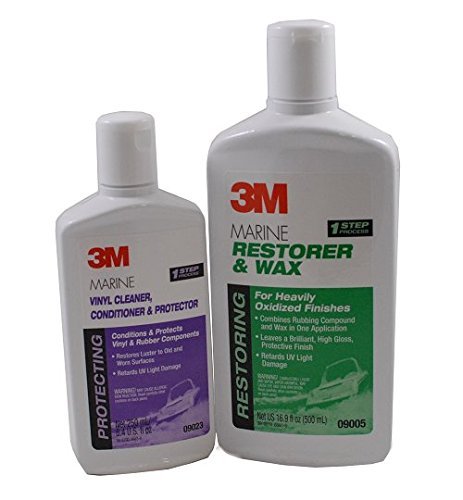 3M
MARINE
1 STEP
PROCESS
VINYL CLEANER,
CONDITIONER & PROTECTOR
PROTECTING
Conditions & Protects
Vinyl & Rubber Components
• Restores Luster to Old and
Worn Surfaces
• Retards UV Light Damage
WARNING!
09023
3M
MARINE
1 STEP
PROCESS
RESTORER
& WAX
RESTORING
For Heavily
Oxidized Finishes
• Combines Rubbing Compound
and Wax in One Application
• Leaves a Brilliant, High Gloss,
Protective Finish
• Retards UV Light
Damage
WARNING!
Net US 16.9 fl oz (500 mL)
09005